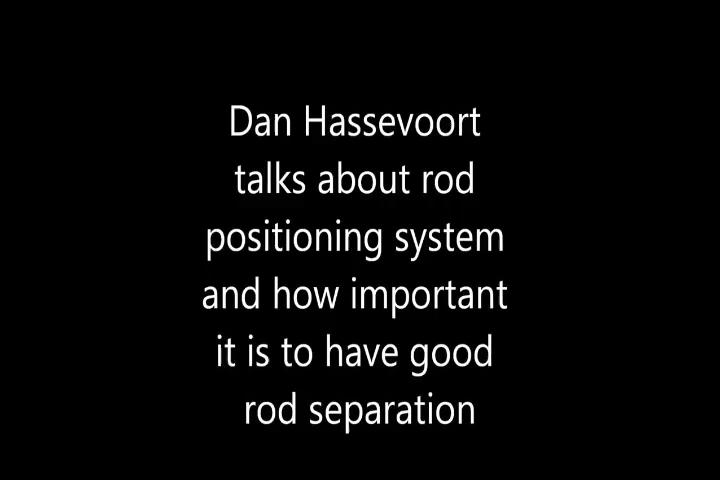 Dan Hassevoort
talks about rod
positioning system
and how important
it is to have good
rod separation